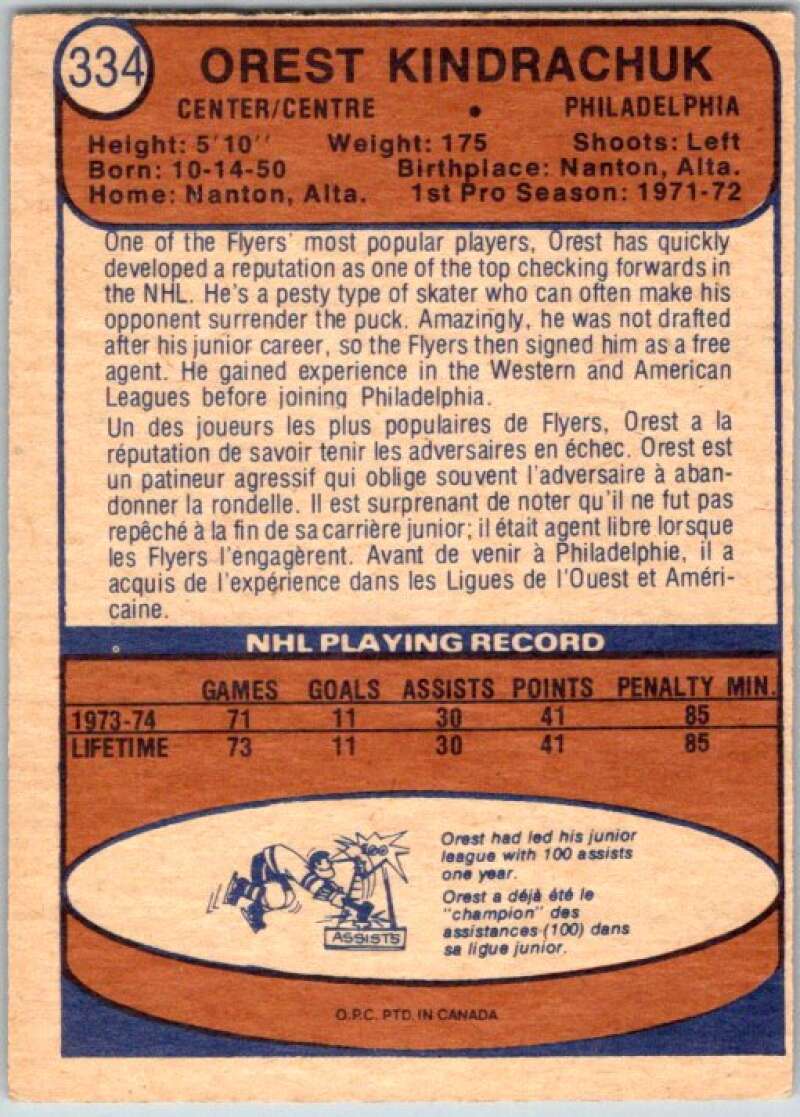 334
OREST KINDRACHUK
CENTER/CENTRE • PHILADELPHIA
Height: 5'10'' Weight: 175 Shoots: Left
Born: 10-14-50 Birthplace: Nanton, Alta.
Home: Nanton, Alta. 1st Pro Season: 1971-72
One of the Flyers' most popular players, Orest has quickly
developed a reputation as one of the top checking forwards in
the NHL. He's a pesty type of skater who can often make his
opponent surrender the puck. Amazingly, he was not drafted
after his junior career, so the Flyers then signed him as a free
agent. He gained experience in the Western and American
Leagues before joining Philadelphia.
Un des joueurs les plus populaires de Flyers, Orest a la
réputation de savoir tenir les adversaires en échec. Orest est
un patineur agressif qui oblige souvent l'adversaire à aban-
donner la rondelle. Il est surprenant de noter qu'il ne fut pas
repêché à la fin de sa carrière junior; il était agent libre lorsque
les Flyers l'engagèrent. Avant de venir à Philadelphie, il a
acquis de l'expérience dans les Ligues de l'Ouest et Améri-
caine.
NHL PLAYING RECORD
GAMES GOALS ASSISTS POINTS PENALTY MIN.
1973-74 71 11 30 41 85
LIFETIME 73 11 30 41 85
100
ASSISTS
Orest had led his junior
league with 100 assists
one year.
Orest a déjà été le
"champion" des
assistances (100) dans
sa ligue junior.
O.P.C. PTD. IN CANADA